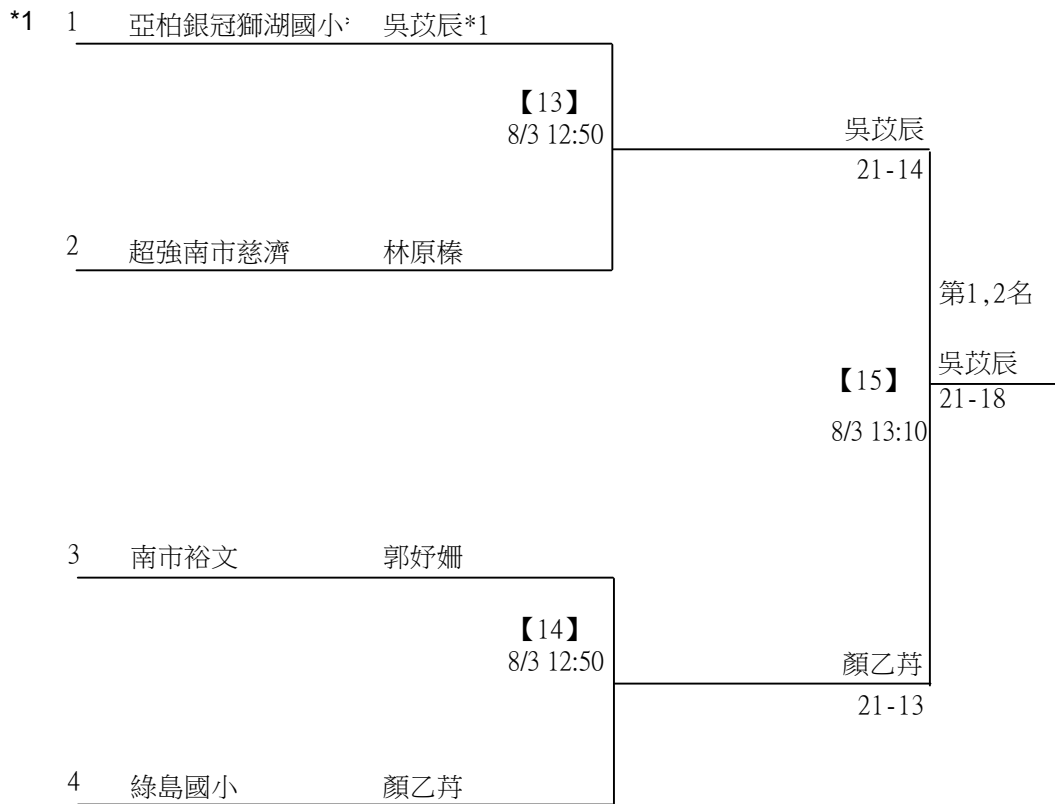 *1 1 亞柏銀冠獅湖國小 吳苡辰*1
【13】
8/3 12:50
吳苡辰
21-14
2 超強南市慈濟 林原榛
第1,2名
【15】
吳苡辰
21-18
8/3 13:10
3 南市裕文 郭妤姍
【14】
8/3 12:50
顏乙苒
21-13
4 綠島國小 顏乙苒